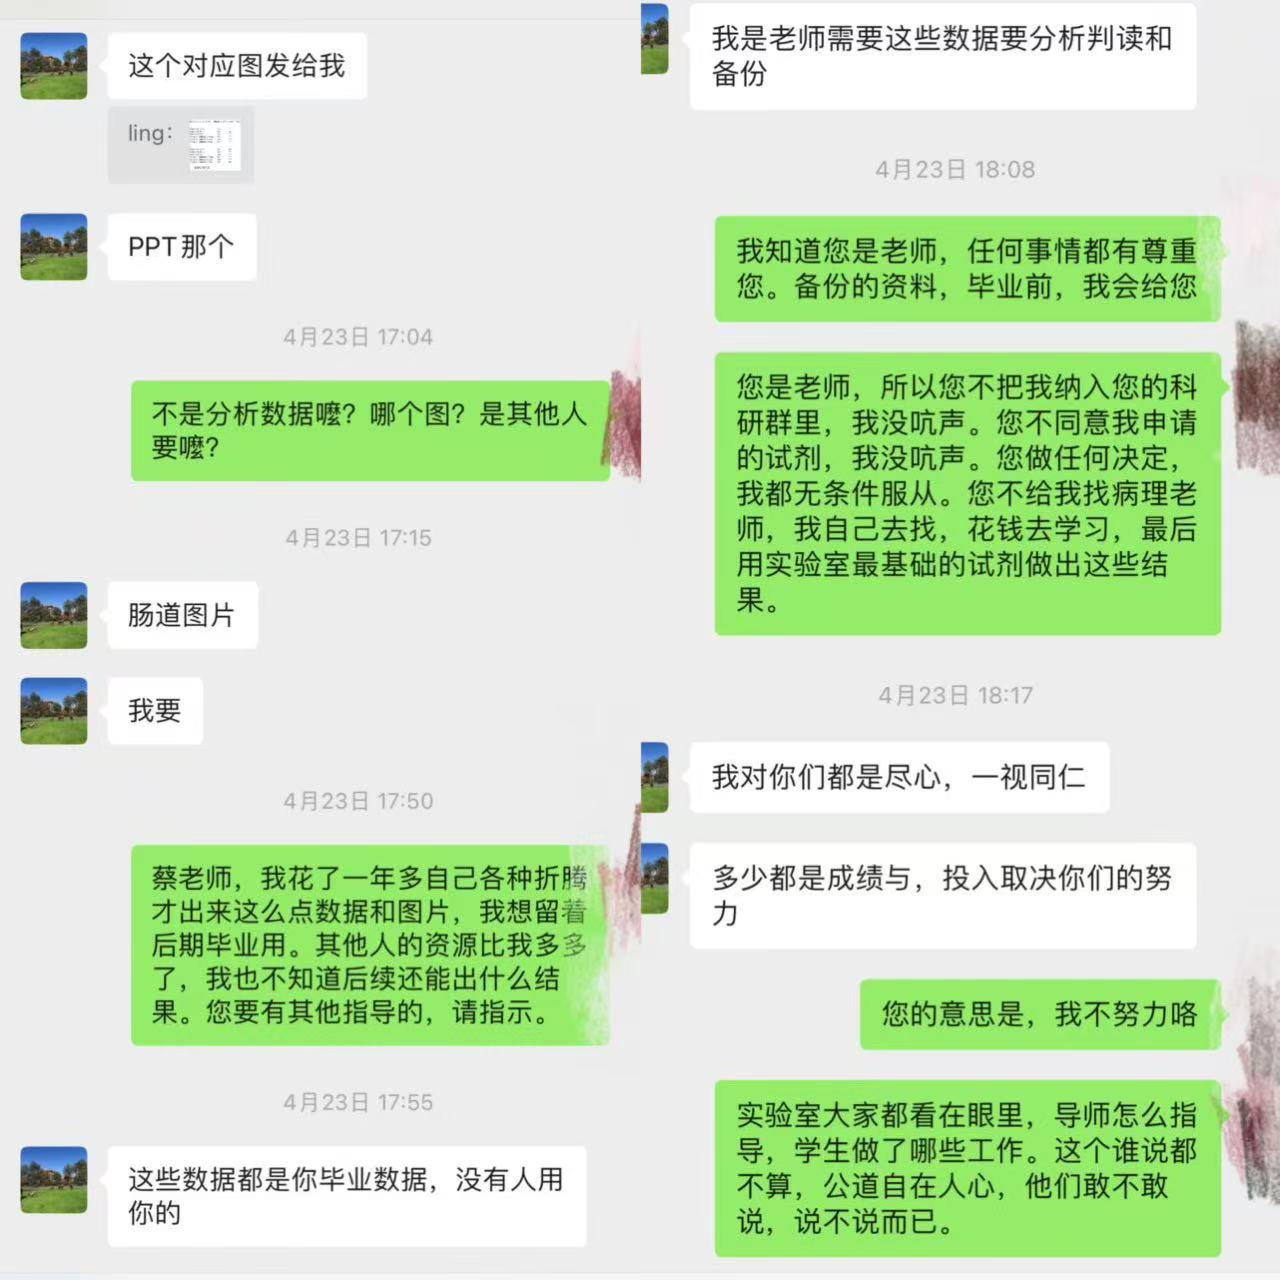 这个对应图发给我
ling：
PPT那个
4月23日 17:04
不是分析数据嚒？哪个图？是其他人
要嚒？
4月23日 17:15
肠道图片
我要
4月23日 17:50
蔡老师，我花了一年多自己各种折腾
才出来这么点数据和图片，我想留着
后期毕业用。其他人的资源比我多多
了，我也不知道后续还能出什么结
果。您要有其他指导的，请指示。
4月23日 17:55
这些数据都是你毕业数据，没有人用
你的
我是老师需要这些数据要分析判读和
备份
4月23日 18:08
我知道您是老师，任何事情都有尊重
您。备份的资料，毕业前，我会给您
您是老师，所以您不把我纳入您的科
研群里，我没吭声。您不同意我申请
的试剂，我没吭声。您做任何决定，
我都无条件服从。您不给我找病理老
师，我自己去找，花钱去学习，最后
用实验室最基础的试剂做出这些结
果。
4月23日 18:17
我对你们都是尽心，一视同仁
多少都是成绩与，投入取决你们的努
力
您的意思是，我不努力咯
实验室大家都看在眼里，导师怎么指
导，学生做了哪些工作。这个谁说都
不算，公道自在人心，他们敢不敢
说，说不说而已。